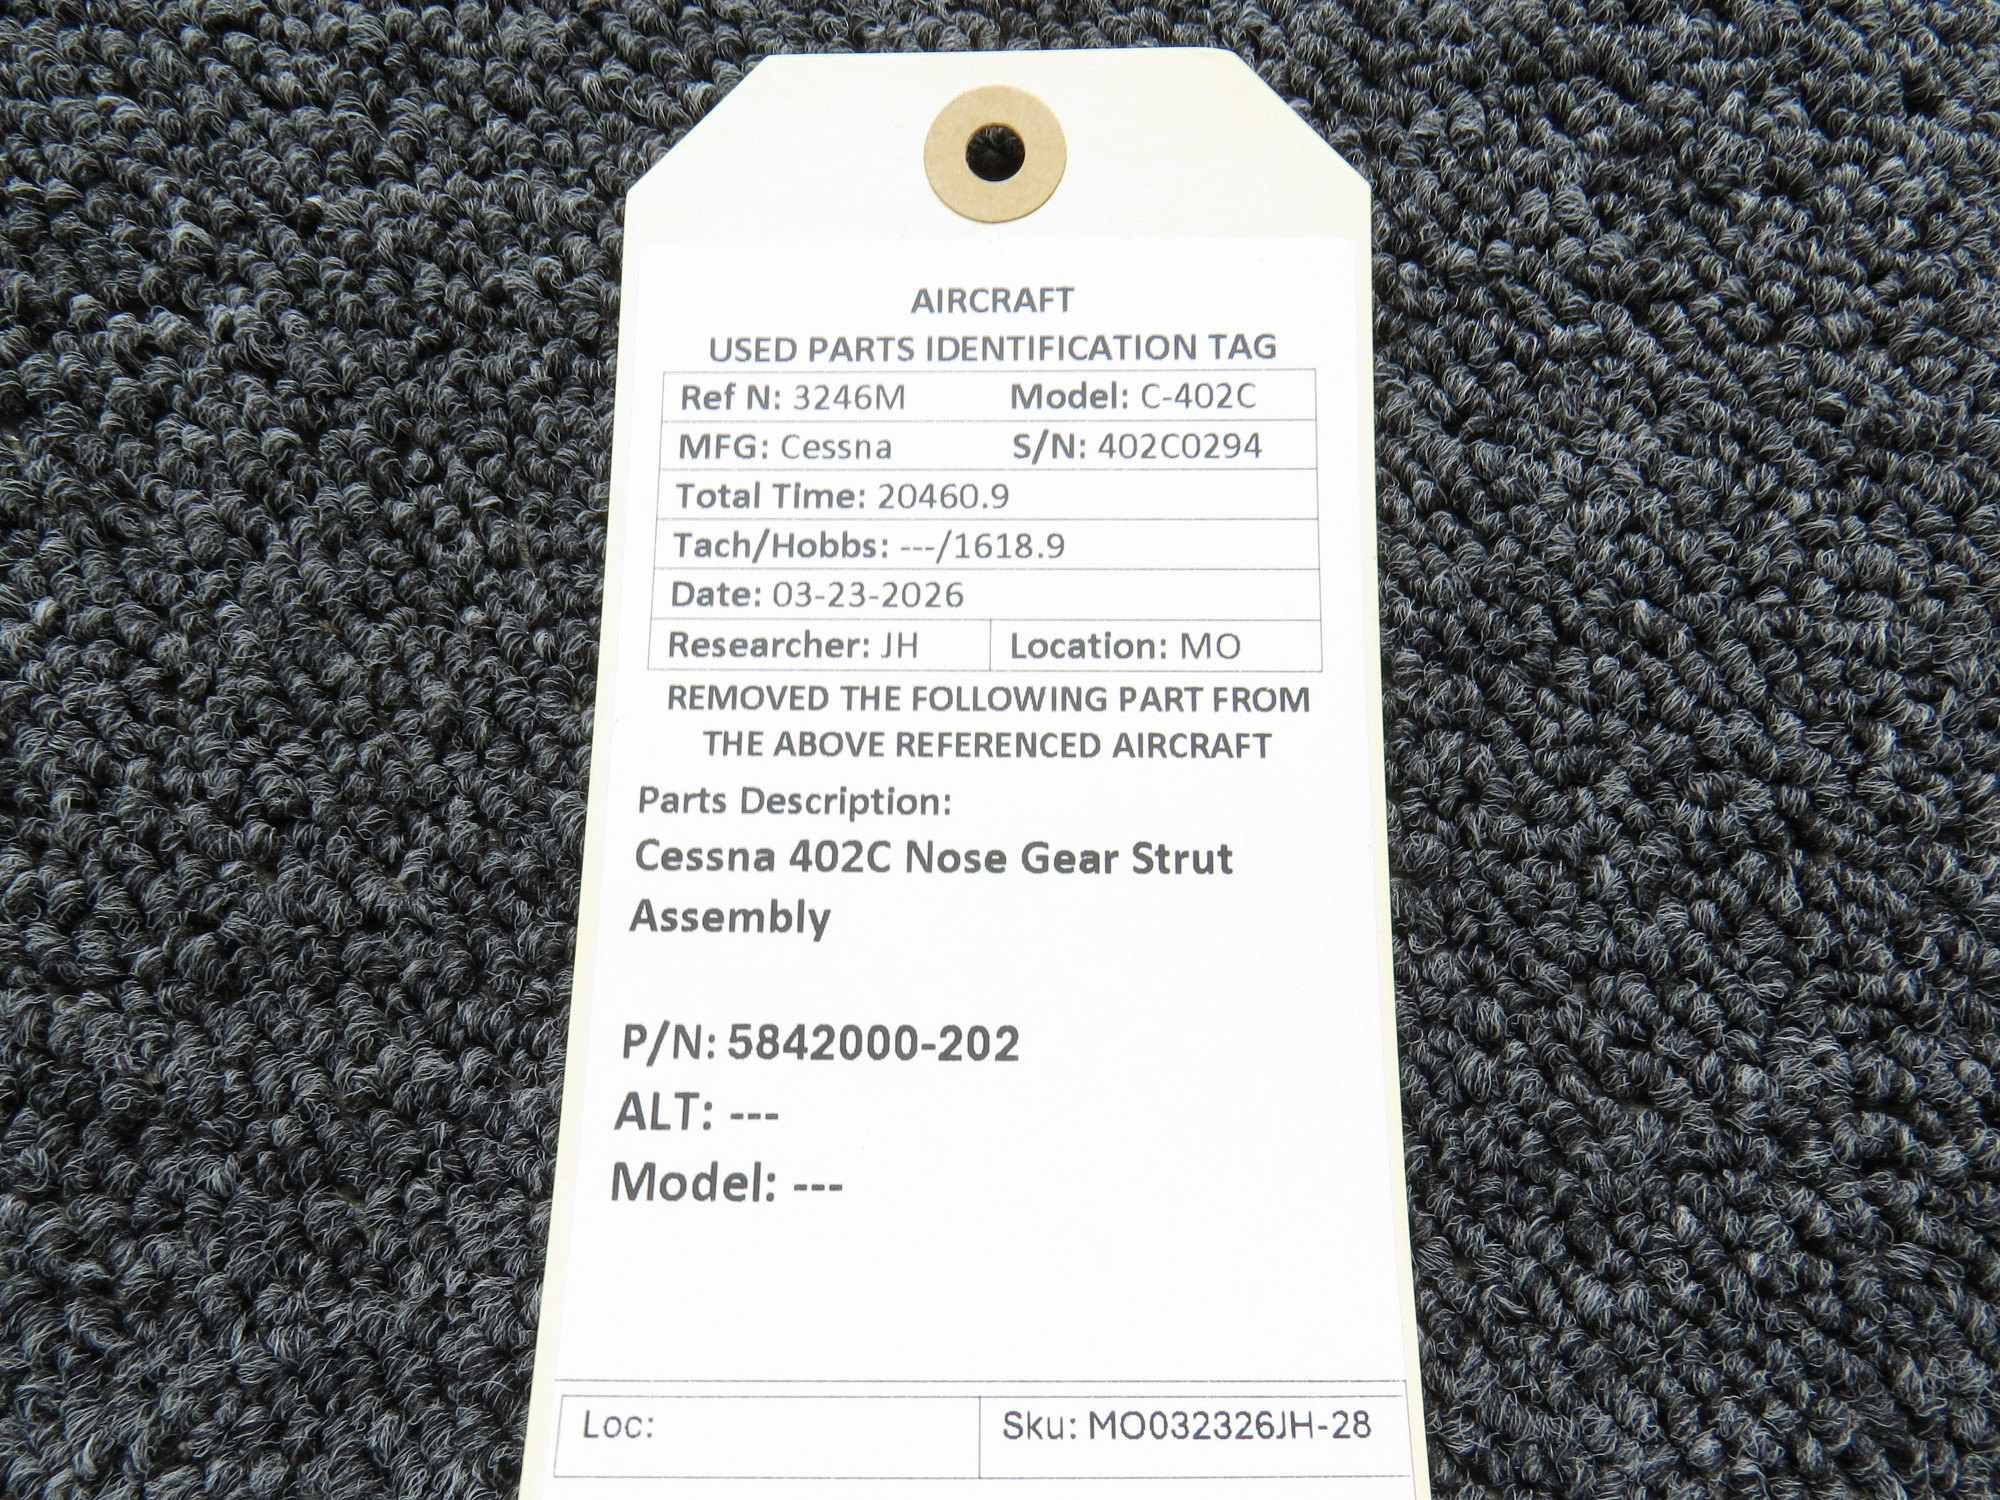 AIRCRAFT
USED PARTS IDENTIFICATION TAG
Ref N: 3246M Model: C-402C
MFG: Cessna S/N: 402C0294
Total Time: 20460.9
Tach/Hobbs: ---/1618.9
Date: 03-23-2026
Researcher: JH Location: MO
REMOVED THE FOLLOWING PART FROM
THE ABOVE REFERENCED AIRCRAFT
Parts Description:
Cessna 402C Nose Gear Strut
Assembly
P/N: 5842000-202
ALT: ---
Model: ---
Loc: Sku: MO032326JH-28